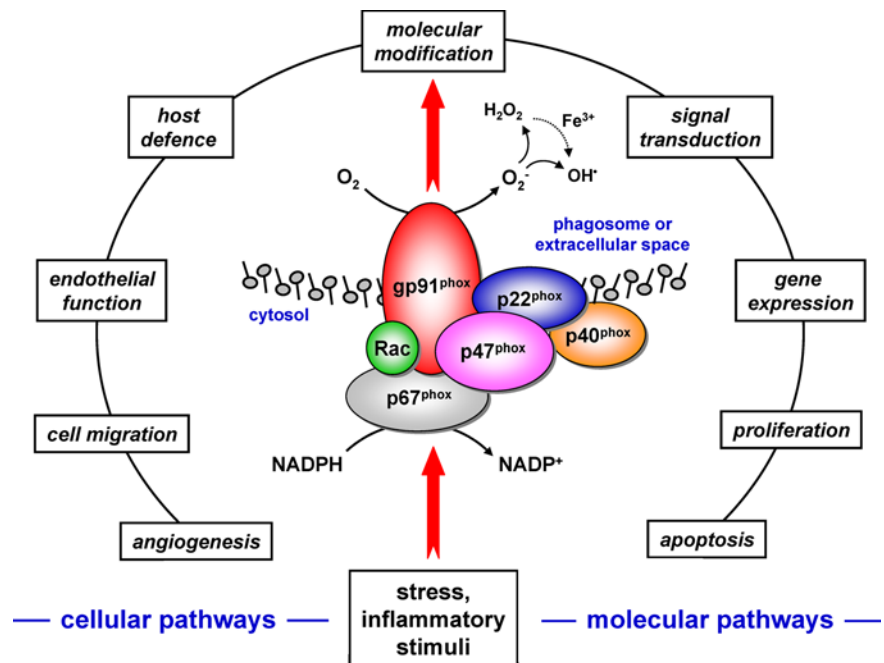 molecular
modification
host
defence
signal
transduction
H₂O₂
Fe³⁺
O₂
O₂⁻
OH•
phagosome or
extracellular space
endothelial
function
gene
expression
cytosol
gp91phox
p22phox
Rac
p47phox
p40phox
p67phox
cell migration
proliferation
NADPH
NADP⁺
angiogenesis
apoptosis
stress,
inflammatory
stimuli
cellular pathways
molecular pathways